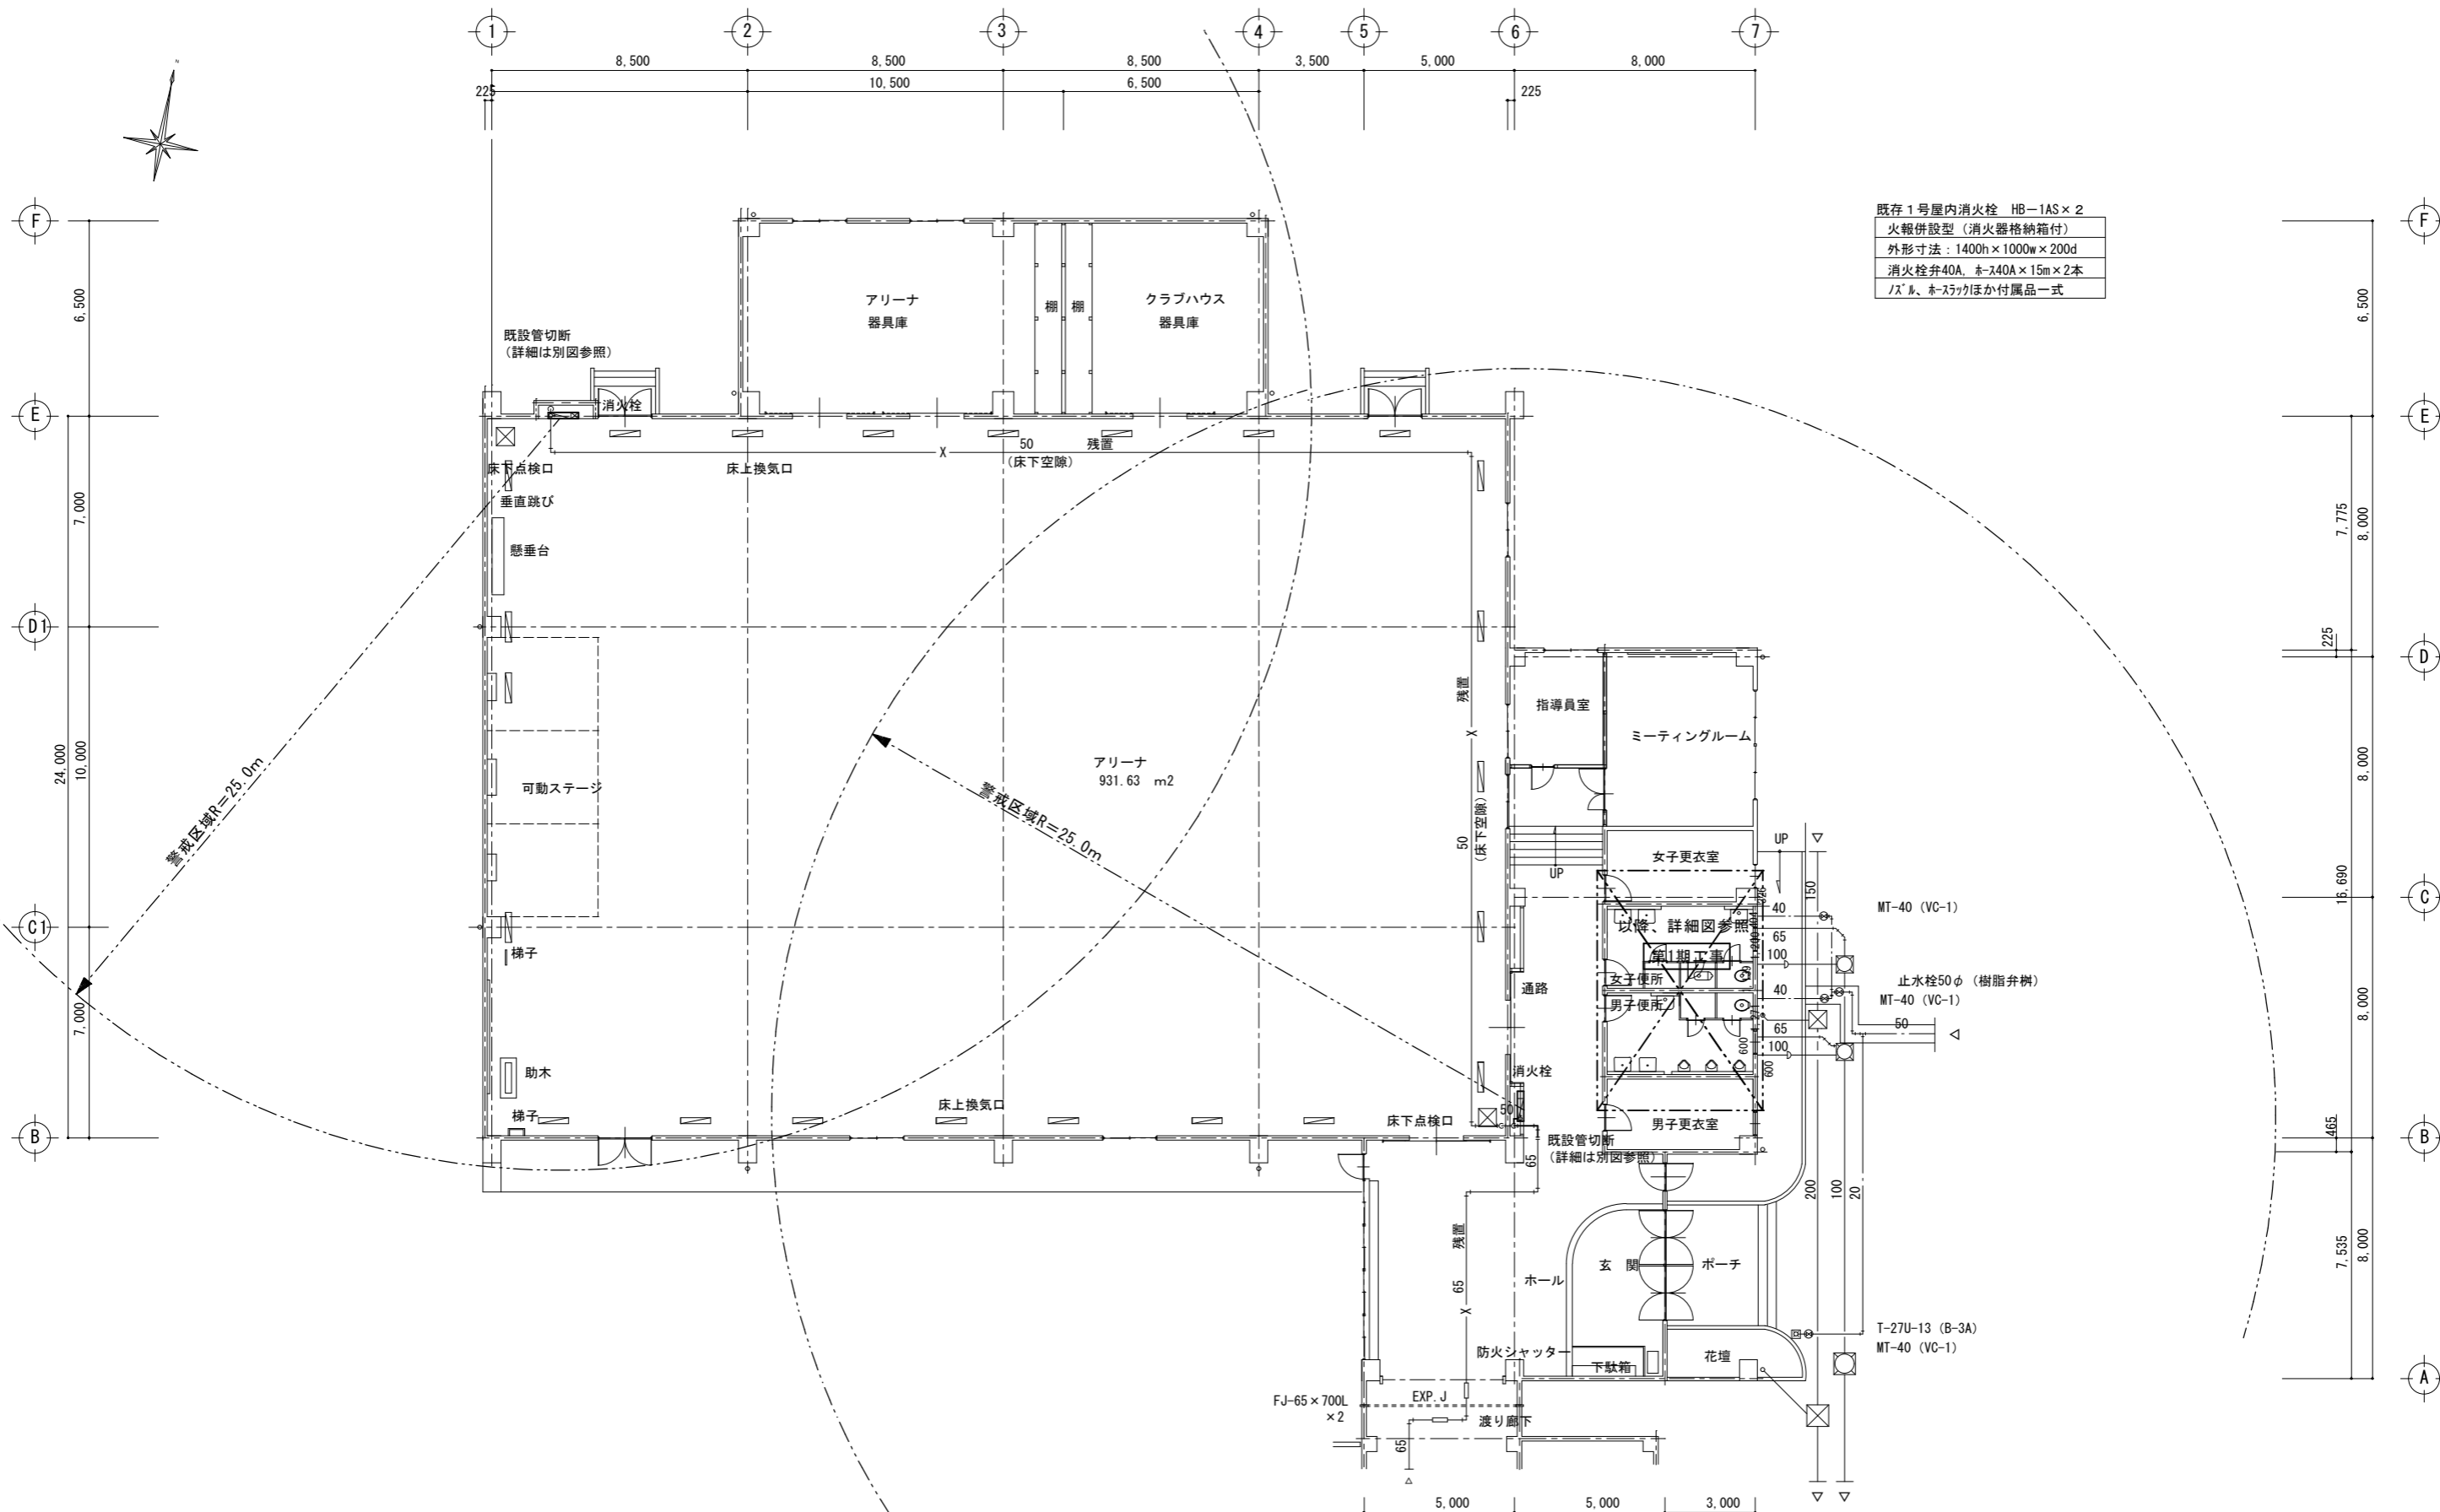 1
2
3
4
5
6
7
8,500
8,500
8,500
3,500
5,000
8,000
225
10,500
6,500
225
N
F
F
既存1号屋内消火栓 HB-1AS×2
火報併設型(消火器格納箱付)
外形寸法:1400h×1000w×200d
消火栓弁40A、ホース40A×15m×2本
ノズル、ホースラックほか付属品一式
6,500
6,500
アリーナ
器具庫
棚
棚
クラブハウス
器具庫
既設管切断
(詳細は別図参照)
消火栓
E
E
50
残置
(床下空隙)
床下点検口
床上換気口
垂直跳び
懸垂台
7,000
7,775
8,000
D1
225
D
残置
X
X
指導員室
ミーティングルーム
アリーナ
931.63 m2
24,000
10,000
可動ステージ
警戒区域R=25.0m
警戒区域R=25.0m
50
(床下空隙)
8,000
女子更衣室
UP
UP
150
16,690
C
C
C1
40
MT-40(VC-1)
以降、詳細図参照
65
200
第1期工事
100
梯子
女子便所
通路
止水栓50φ(樹脂弁桝)
40
MT-40(VC-1)
男子便所
50
65
100
600
600
7,000
8,000
助木
消火栓
梯子
床上換気口
50
床下点検口
男子更衣室
465
B
B
既設管切断
(詳細は別図参照)
65
200
100
20
残置
65
X
ホール
玄 関
ポーチ
7,535
8,000
T-27U-13(B-3A)
MT-40(VC-1)
防火シャッター
下駄箱
花壇
A
FJ-65×700L
×2
EXP.J
渡り廊下
65
5,000
5,000
3,000